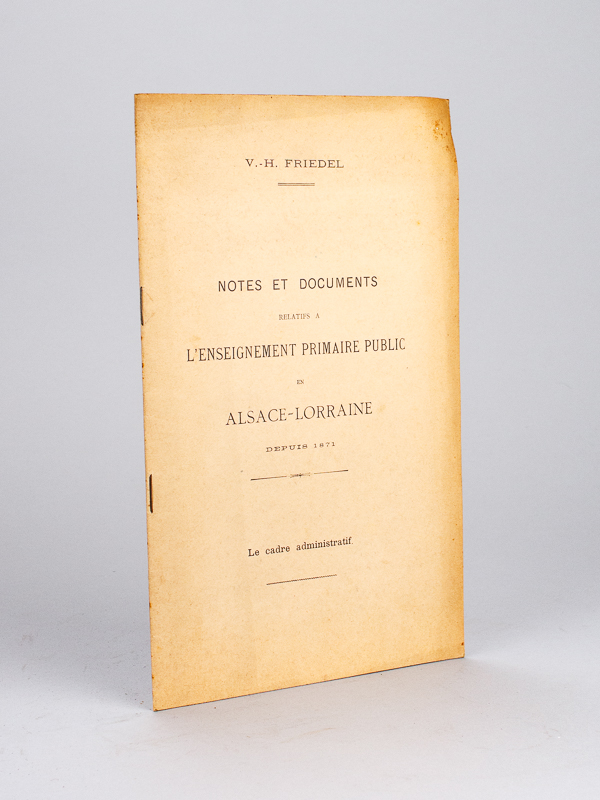 V.-H. FRIEDEL
NOTES ET DOCUMENTS
RELATIFS A
L'ENSEIGNEMENT PRIMAIRE PUBLIC
EN
ALSACE-LORRAINE
DEPUIS 1871
Le cadre administratif.